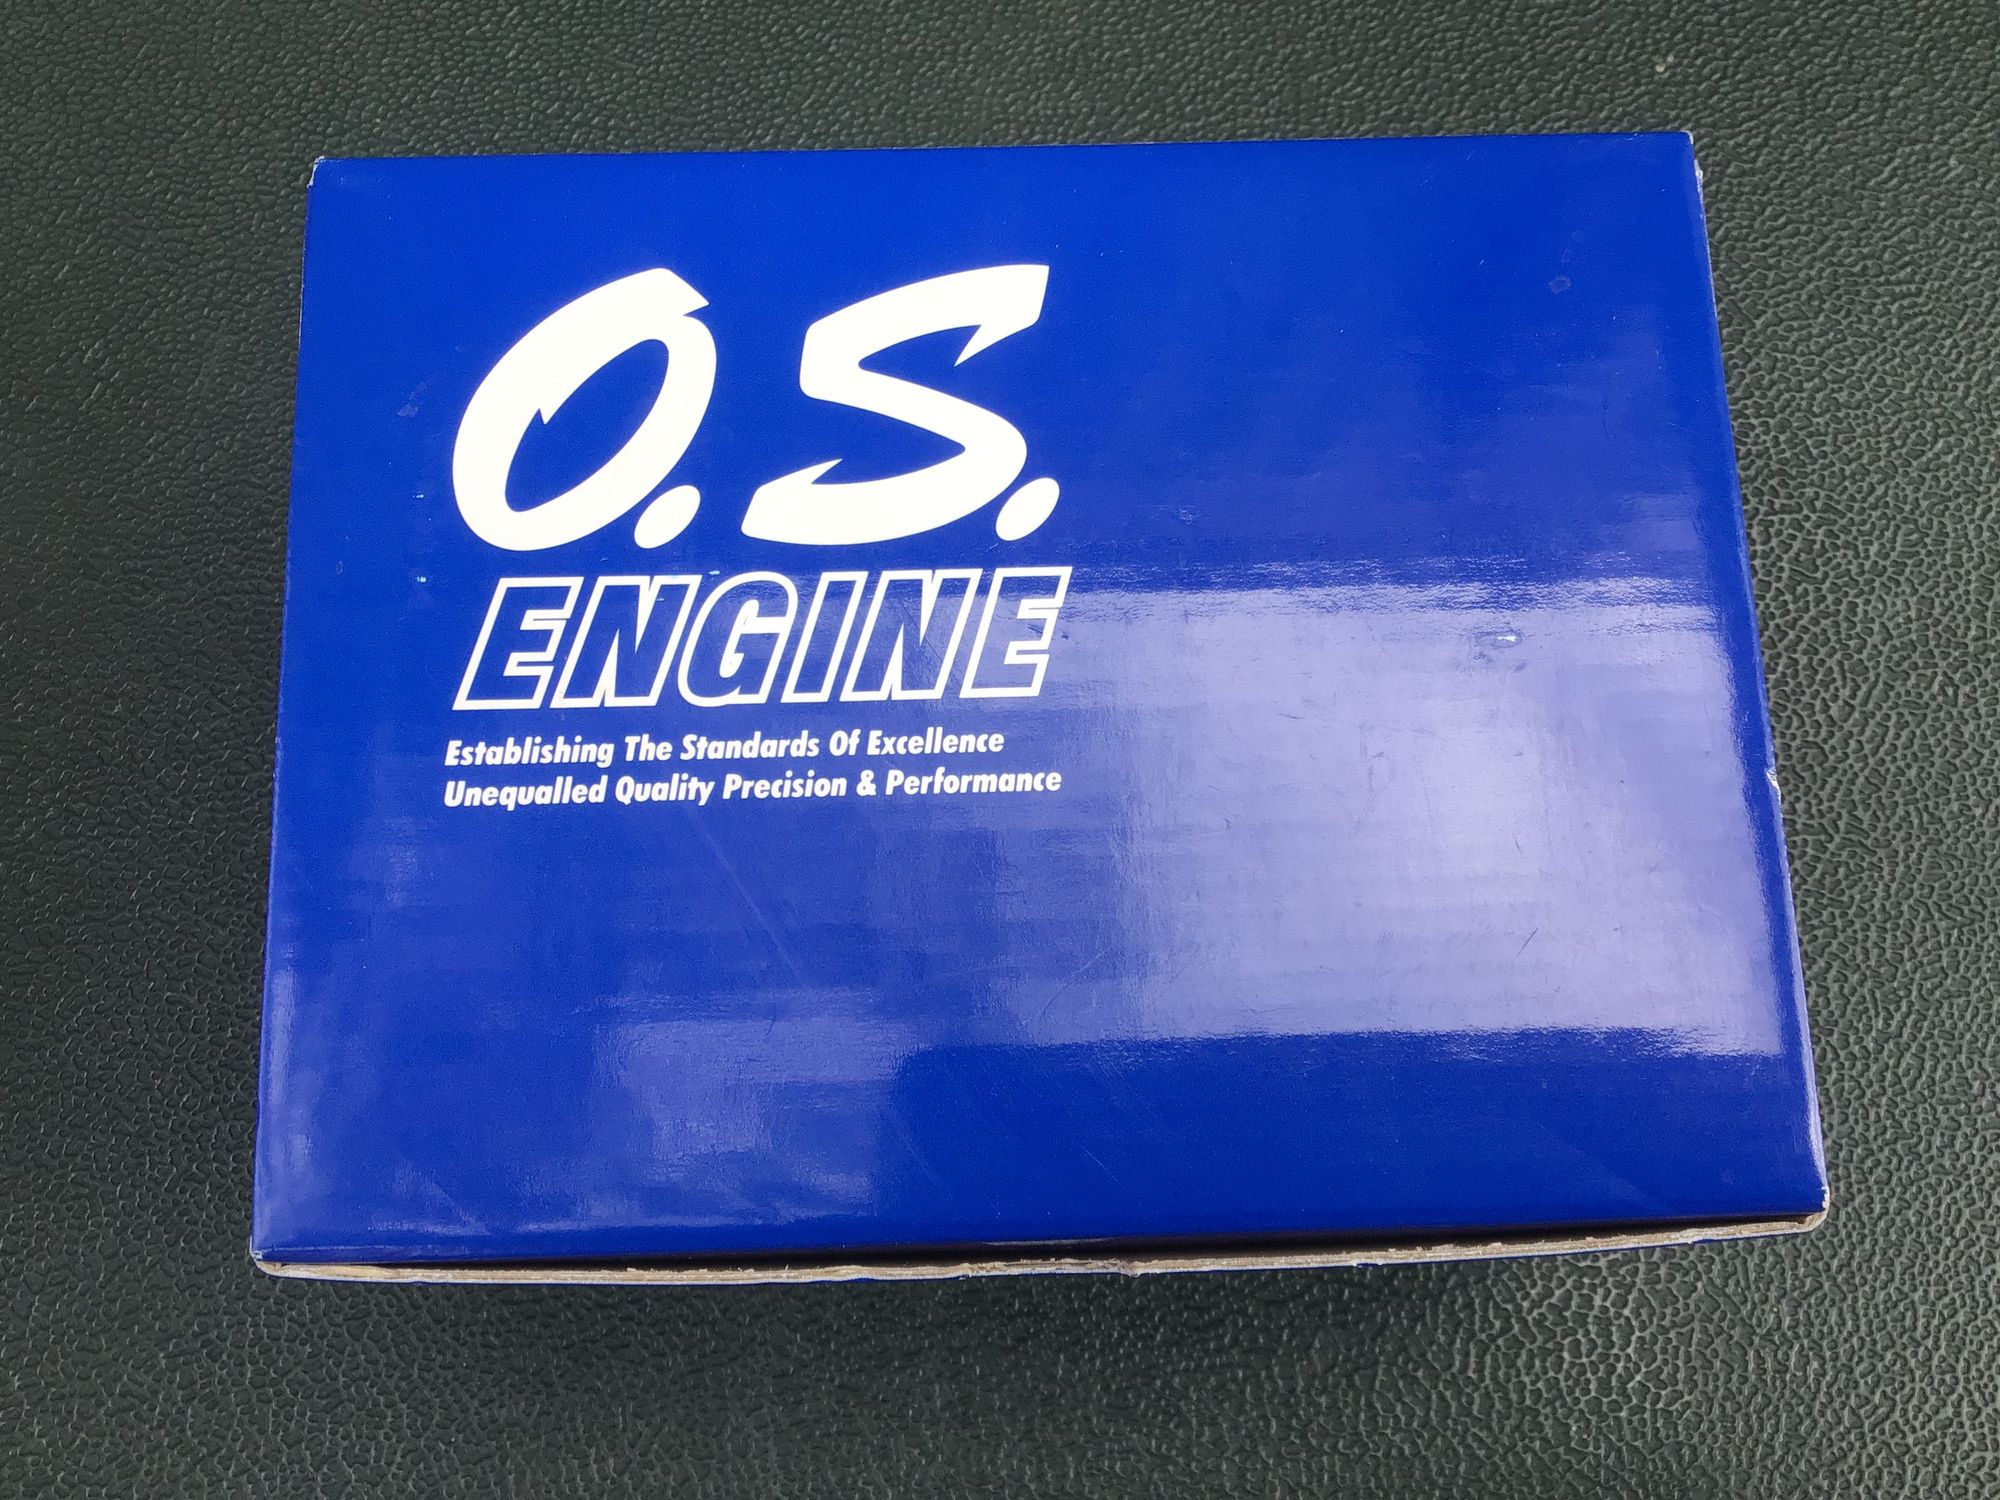 O.S.
ENGINE
Establishing The Standards Of Excellence
Unequalled Quality Precision & Performance